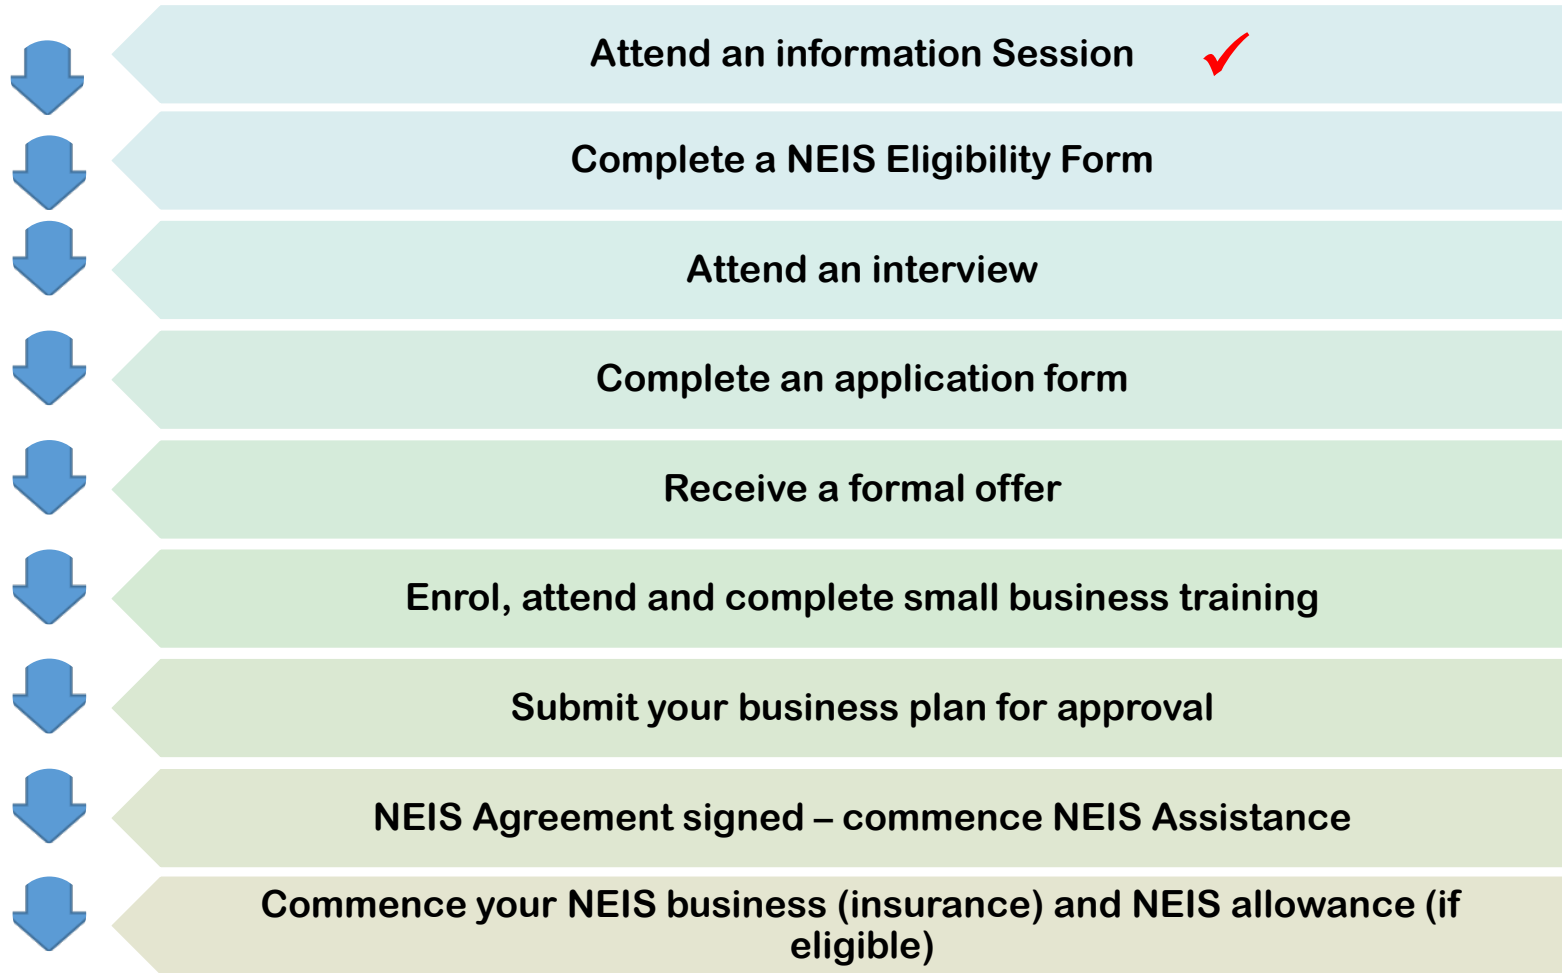 Attend an information Session
Complete a NEIS Eligibility Form
Attend an interview
Complete an application form
Receive a formal offer
Enrol, attend and complete small business training
Submit your business plan for approval
NEIS Agreement signed – commence NEIS Assistance
Commence your NEIS business (insurance) and NEIS allowance (if
eligible)